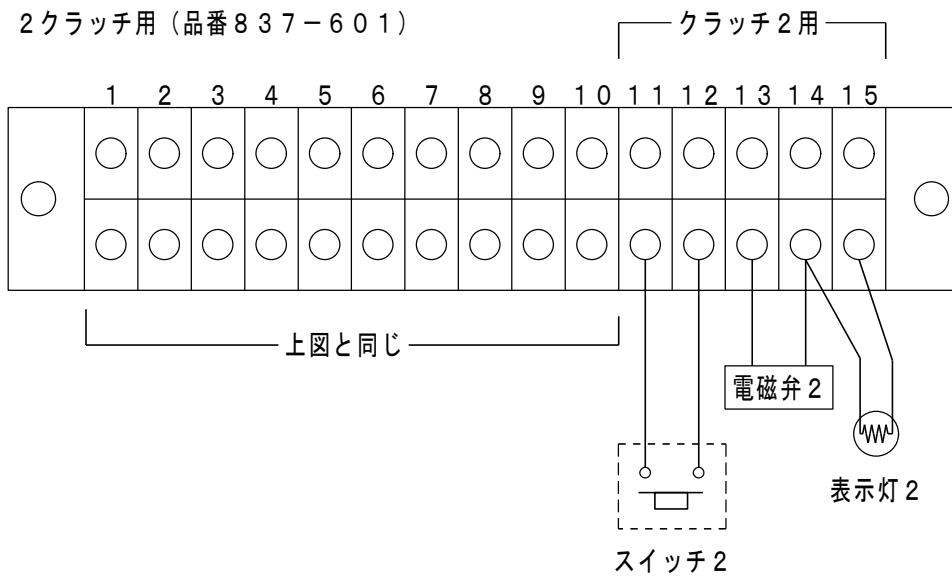 2クラッチ用（品番８３７－６０１）
クラッチ２用
１ ２ ３ ４ ５ ６ ７ ８ ９ １０ １１ １２ １３ １４ １５
上図と同じ
電磁弁２
表示灯２
スイッチ２